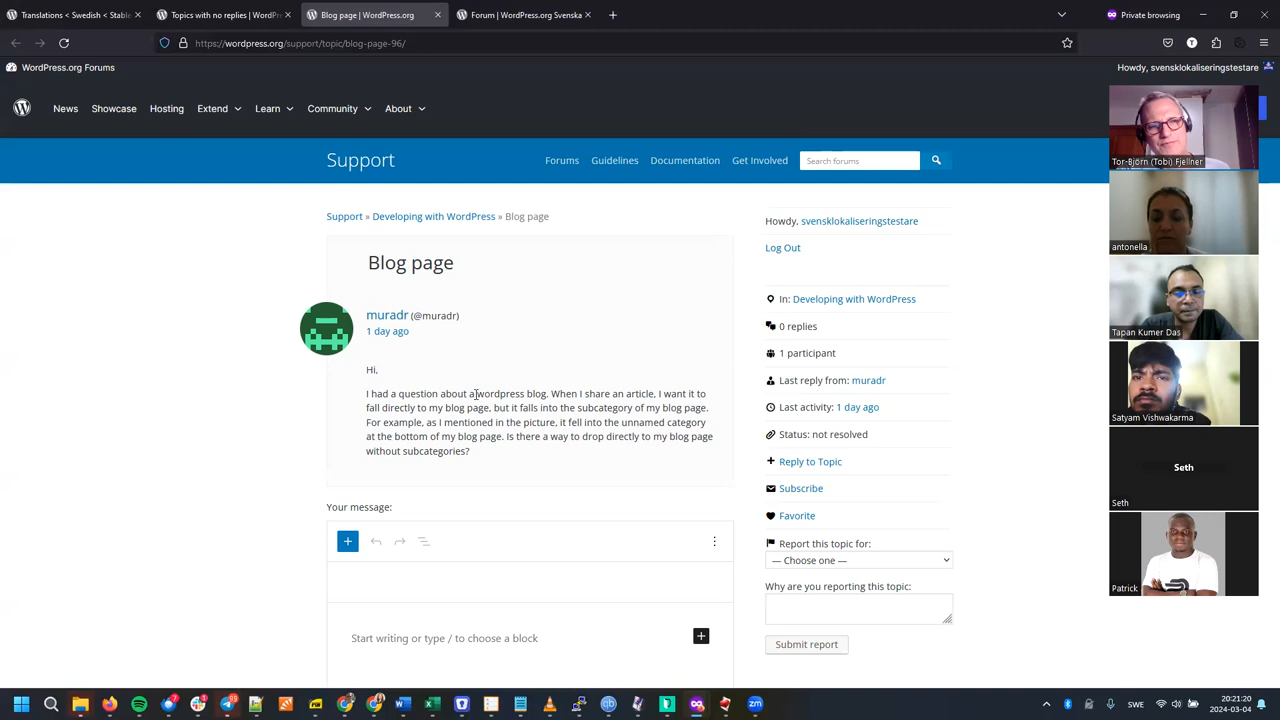 [Translations] WordPress › Swedis
Topics with no replies | WordPress
Blog page | WordPress.org
Forum | WordPress.org Svenska
Private browsing
https://wordpress.org/support/topic/blog-page-96/
WordPress.org Forums
Howdy, svensklokaliseringstestare
News
Showcase
Hosting
Extend
Learn
Community
About
Support
Forums
Guidelines
Documentation
Get Involved
Search forums
Support » Developing with WordPress » Blog page
Blog page
muradr (@muradr)
1 day ago
Hi,
I had a question about a wordpress blog. When I share an article, I want it to
fall directly to my blog page, but it falls into the subcategory of my blog page.
For example, as I mentioned in the picture, it fell into the unnamed category
at the bottom of my blog page. Is there a way to drop directly to my blog page
without subcategories?
Your message:
Start writing or type / to choose a block
Howdy, svensklokaliseringstestare
Log Out
In: Developing with WordPress
0 replies
1 participant
Last reply from: muradr
Last activity: 1 day ago
Status: not resolved
Reply to Topic
Subscribe
Favorite
Report this topic for:
— Choose one —
Why are you reporting this topic:
Submit report
Tor-Björn (Tobi) Fjellner
antonella
Tapan Kumer Das
Satyam Vishwakarma
Seth
Seth
Patrick
SWE
20:21:20
2024-03-04